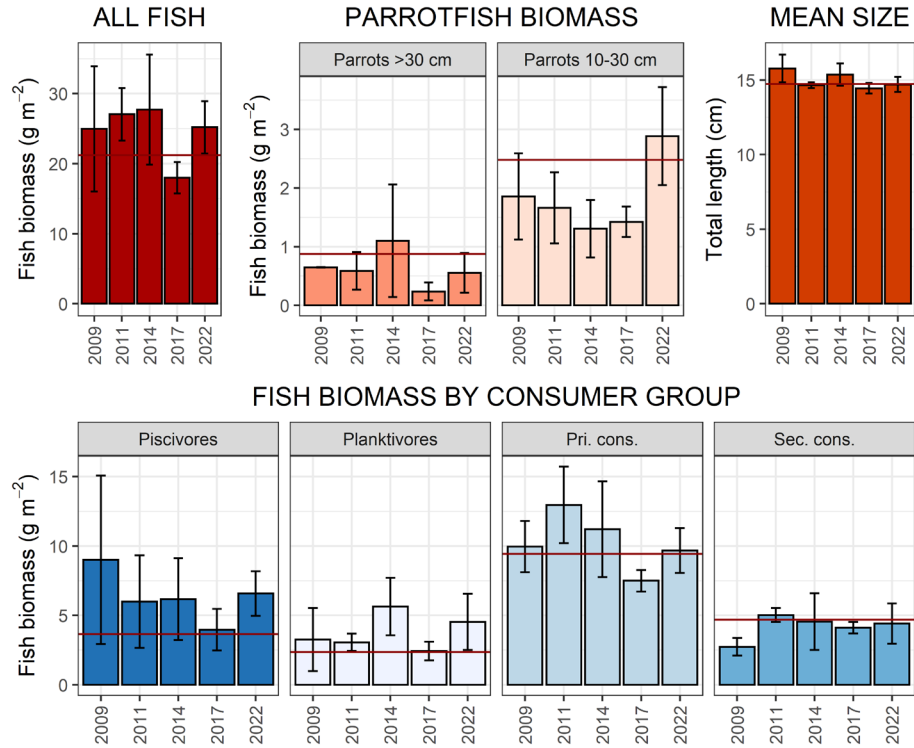 ALL FISH
Fish biomass (g m⁻²)
30
20
10
0
2009 2011 2014 2017 2022
PARROTFISH BIOMASS
Parrots >30 cm Parrots 10-30 cm
Fish biomass (g m⁻²)
3
2
1
0
2009 2011 2014 2017 2022 2009 2011 2014 2017 2022
MEAN SIZE
Total length (cm)
15
10
5
0
2009 2011 2014 2017 2022
FISH BIOMASS BY CONSUMER GROUP
Piscivores Planktivores Pri. cons. Sec. cons.
Fish biomass (g m⁻²)
15
10
5
0
2009 2011 2014 2017 2022 2009 2011 2014 2017 2022 2009 2011 2014 2017 2022 2009 2011 2014 2017 2022